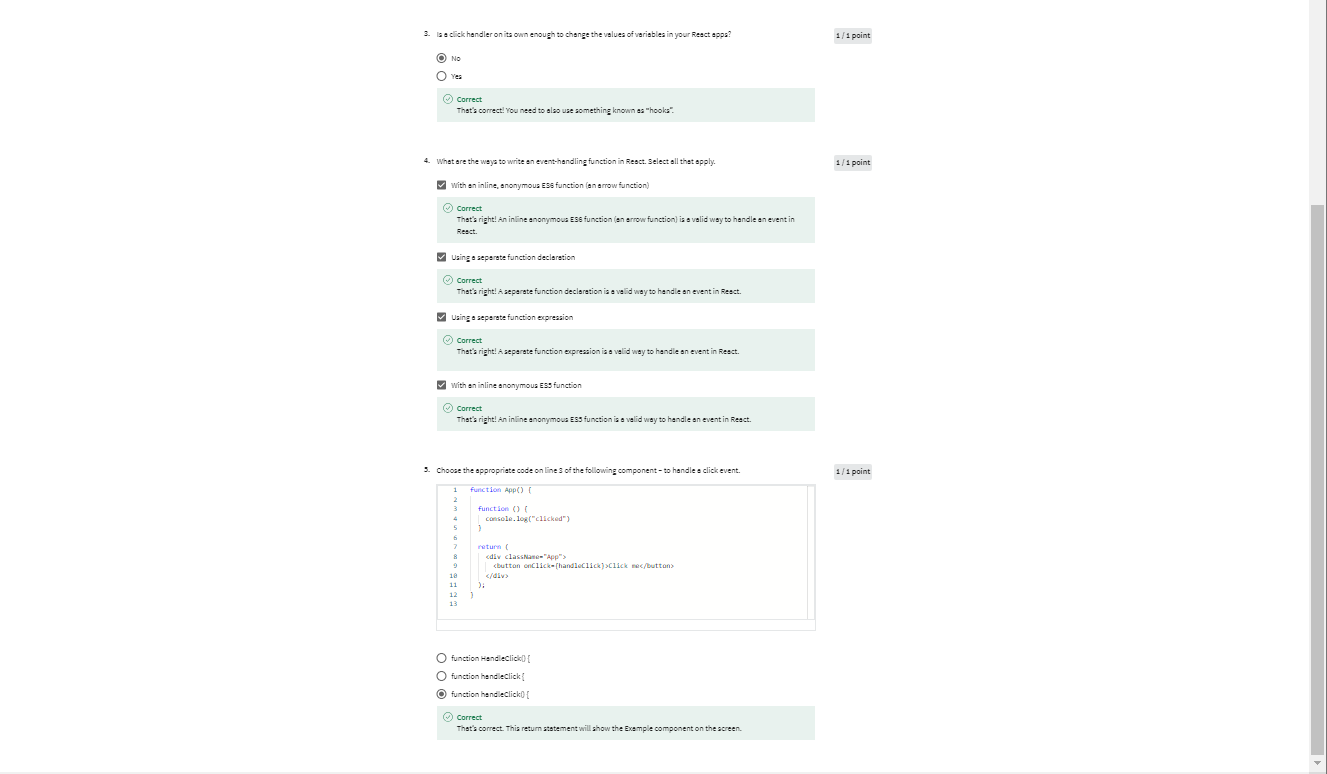 3. Is a click handler on its own enough to change the values of variables in your React apps?
1 / 1 point
No
Yes
Correct
That's correct! You need to also use something known as "hooks".
4. What are the ways to write an event-handling function in React. Select all that apply.
1 / 1 point
With an inline, anonymous ES6 function (an arrow function)
Correct
That's right! An inline anonymous ES6 function (an arrow function) is a valid way to handle an event in
React.
Using a separate function declaration
Correct
That's right! A separate function declaration is a valid way to handle an event in React.
Using a separate function expression
Correct
That's right! A separate function expression is a valid way to handle an event in React.
With an inline anonymous ES5 function
Correct
That's right! An inline anonymous ES5 function is a valid way to handle an event in React.
5. Choose the appropriate code on line 3 of the following component – to handle a click event.
1 / 1 point
1 function App() {
2
3 function () {
4 console.log("clicked")
5 }
6
7 return (
8 <div className="App">
9 <button onClick={handleClick}>Click me</button>
10 </div>
11 );
12 }
13
function HandleClick() {
function handleClick {
function handleClick() {
Correct
That's correct. This return statement will show the Example component on the screen.